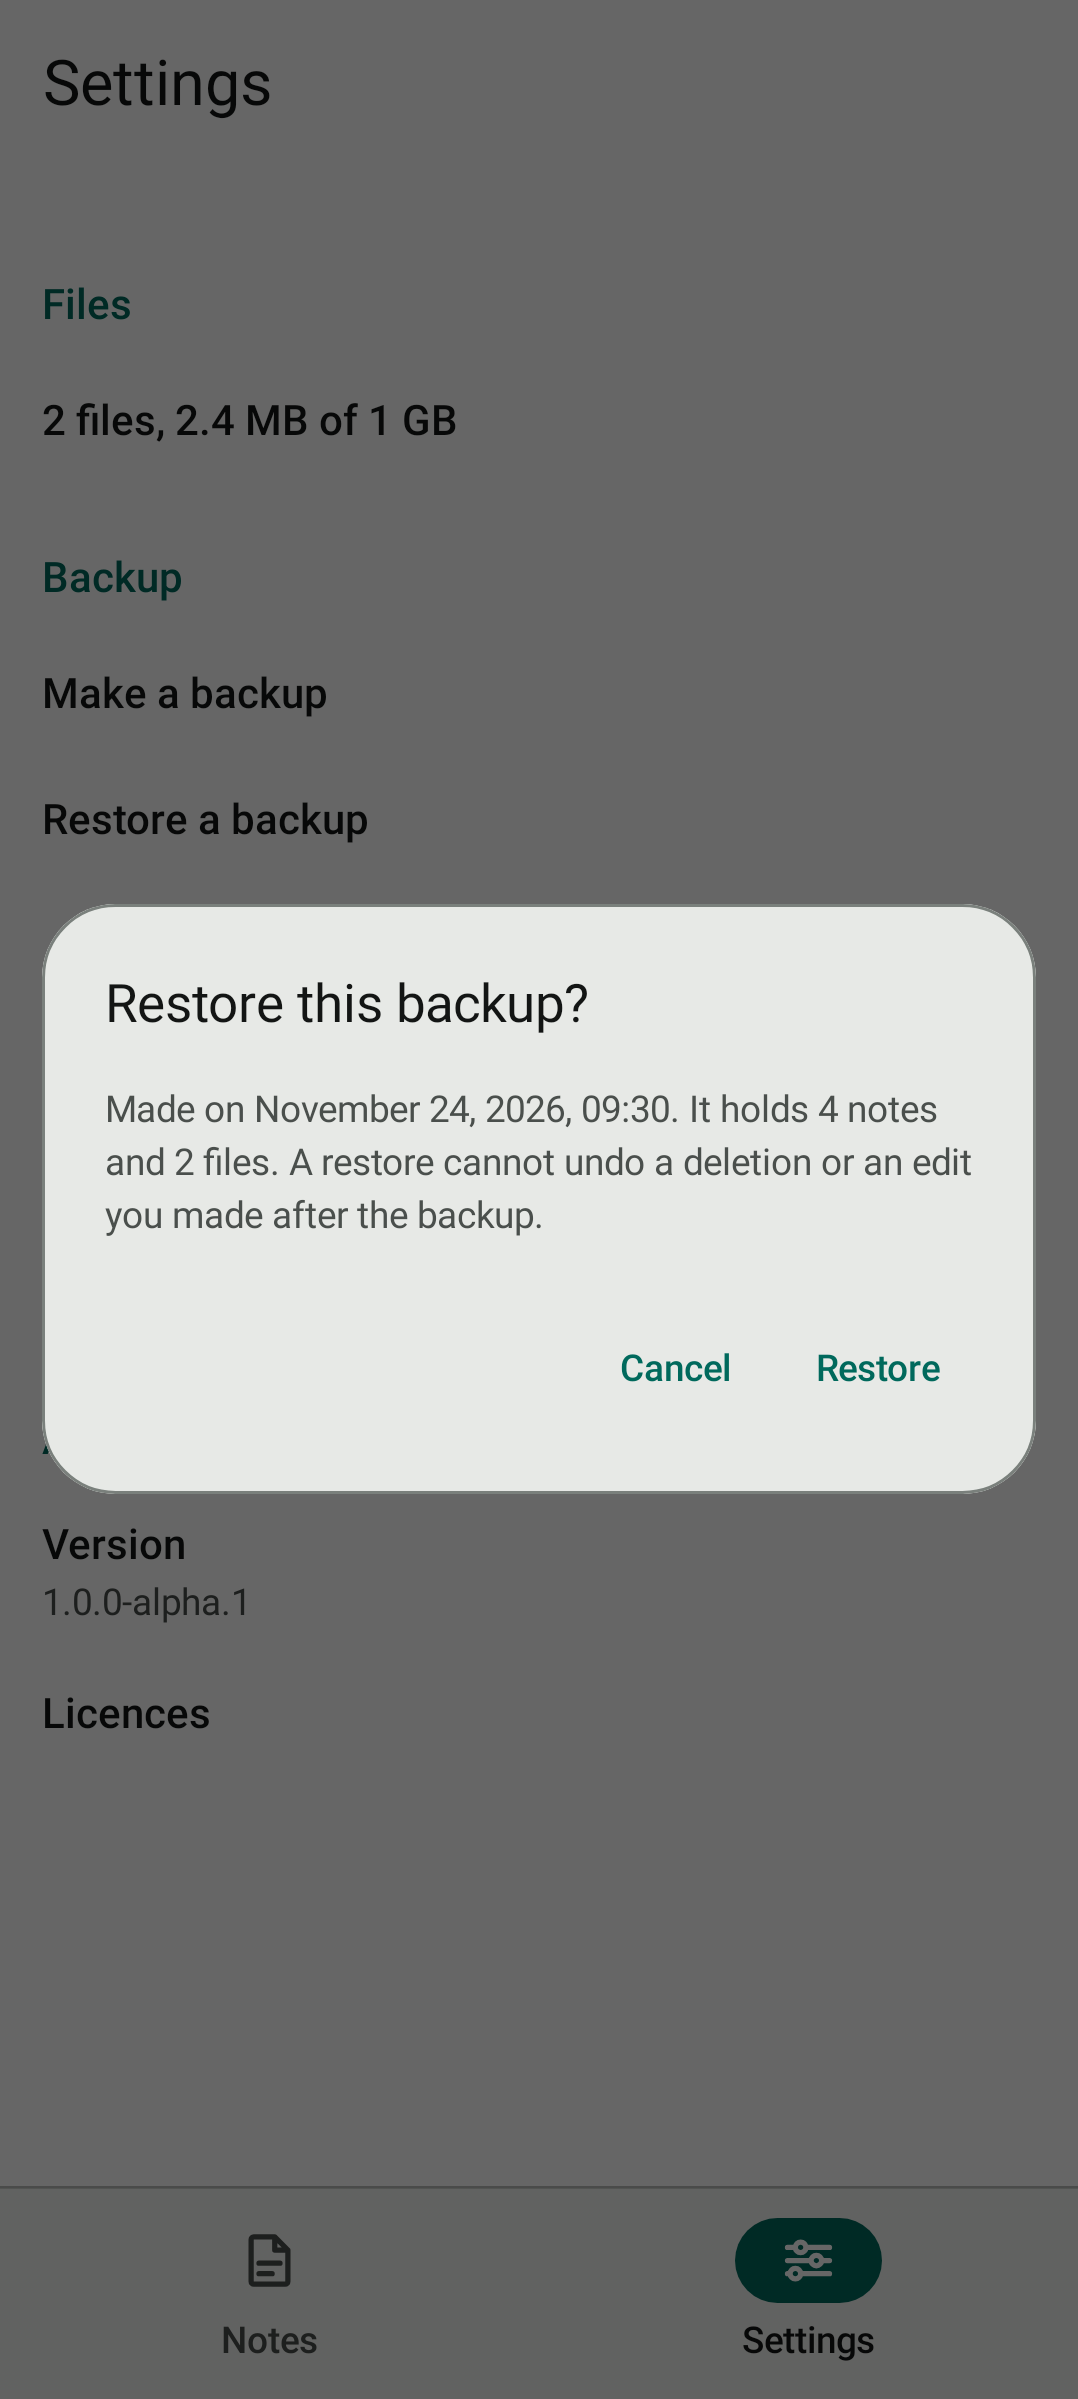 Settings
Files
2 files, 2.4 MB of 1 GB
Backup
Make a backup
Restore a backup
Restore this backup?
Made on November 24, 2026, 09:30. It holds 4 notes
and 2 files. A restore cannot undo a deletion or an edit
you made after the backup.
Cancel
Restore
Version
1.0.0-alpha.1
Licences
Notes
Settings